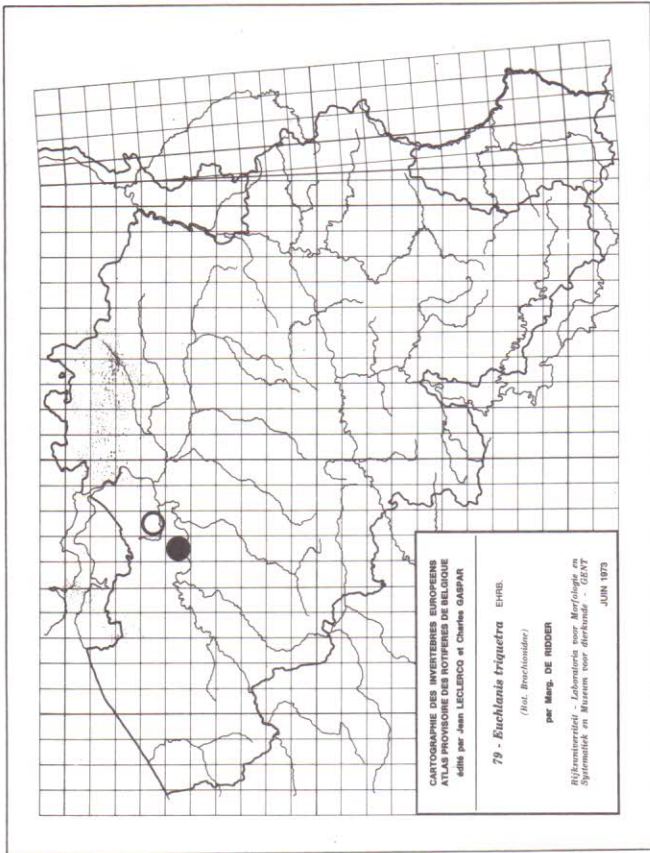 CARTOGRAPHIE DES INVERTEBRES EUROPEENS
ATLAS PROVISOIRE DES ROTIFERES DE BELGIQUE
édité par Jean LECLERCQ et Charles GASPAR
79 - Euchlanis triquetra EHRB.
(Rot. Brachionidae)
par Marg. DE RIDDER
Rijksuniversiteit - Laboratoria voor Morfologie en
Systematiek en Museum voor dierkunde - GENT
JUIN 1973